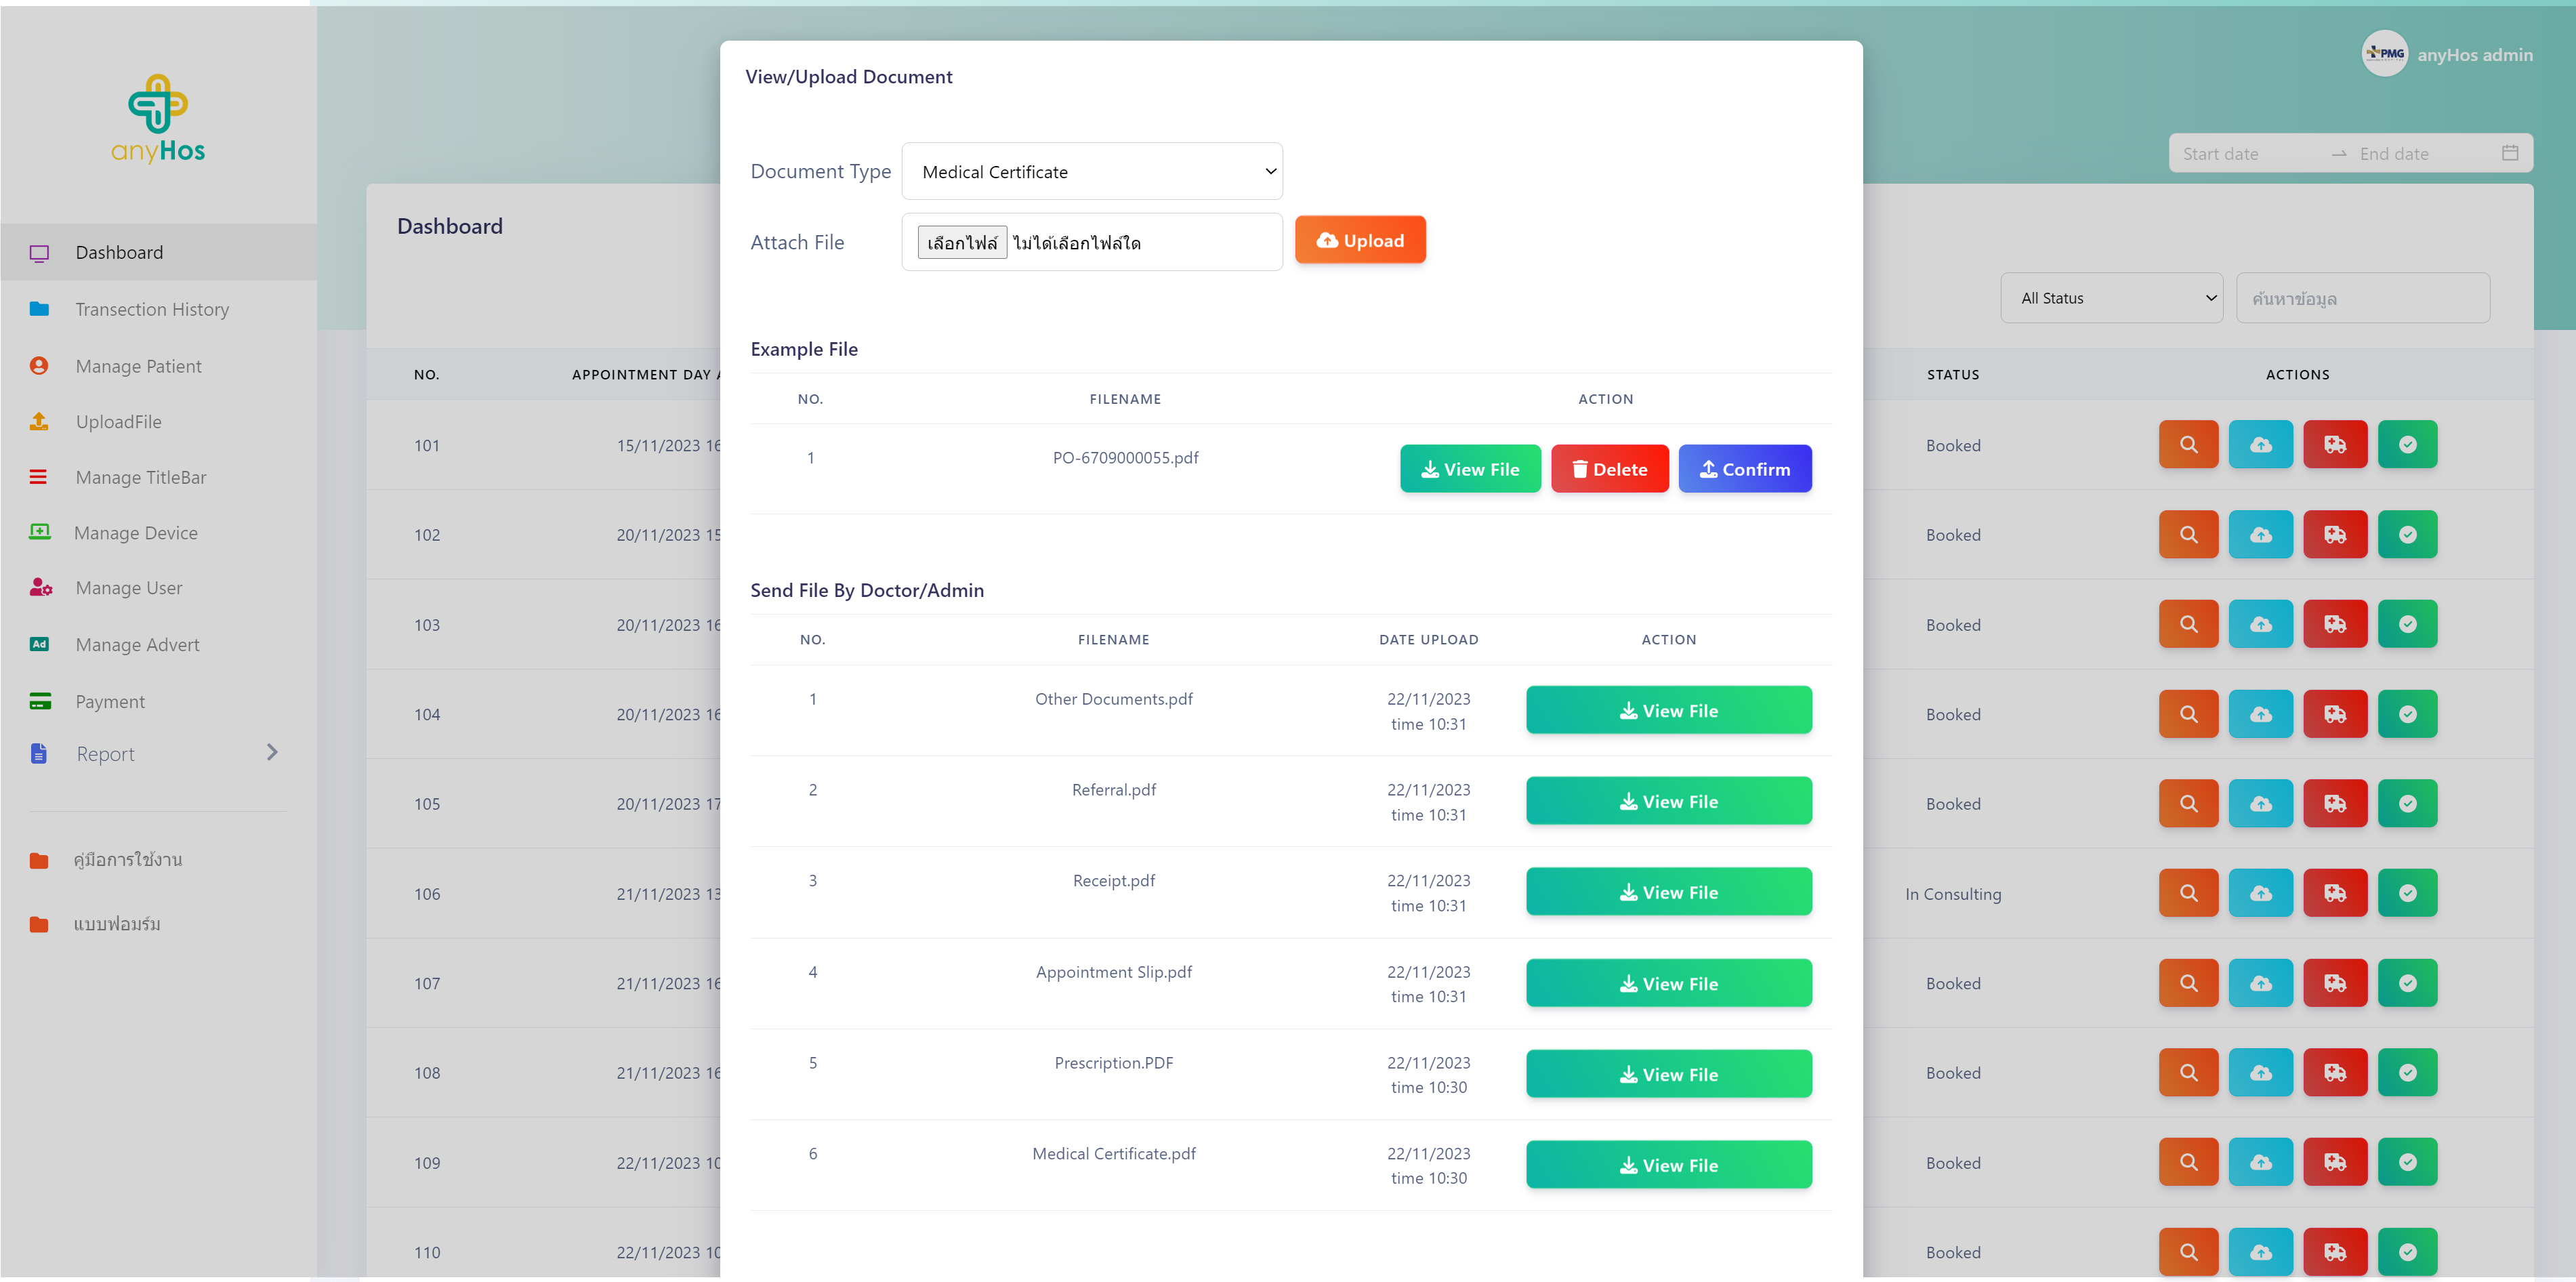 anyHos
Dashboard
Transection History
Manage Patient
UploadFile
Manage TitleBar
Manage Device
Manage User
Ad
Manage Advert
Payment
Report
คู่มือการใช้งาน
แบบฟอมร์ม
PMG
anyHos admin
Start date → End date
Dashboard
All Status
ค้นหาข้อมูล
NO. APPOINTMENT DAY STATUS ACTIONS
101 15/11/2023 16 Booked
102 20/11/2023 15 Booked
103 20/11/2023 16 Booked
104 20/11/2023 16 Booked
105 20/11/2023 17 Booked
106 21/11/2023 13 In Consulting
107 21/11/2023 16 Booked
108 21/11/2023 16 Booked
109 22/11/2023 10 Booked
110 22/11/2023 10 Booked
View/Upload Document
Document Type Medical Certificate
Attach File เลือกไฟล์ ไม่ได้เลือกไฟล์ใด Upload
Example File
NO. FILENAME ACTION
1 PO-6709000055.pdf View File Delete Confirm
Send File By Doctor/Admin
NO. FILENAME DATE UPLOAD ACTION
1 Other Documents.pdf 22/11/2023 View File
time 10:31
2 Referral.pdf 22/11/2023 View File
time 10:31
3 Receipt.pdf 22/11/2023 View File
time 10:31
4 Appointment Slip.pdf 22/11/2023 View File
time 10:31
5 Prescription.PDF 22/11/2023 View File
time 10:30
6 Medical Certificate.pdf 22/11/2023 View File
time 10:30